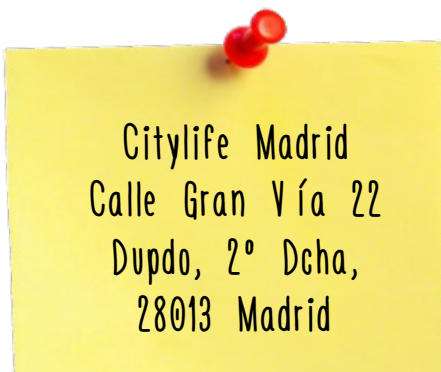 Citylife Madrid
Calle Gran Vía 22
Dupdo, 2º Dcha,
28013 Madrid